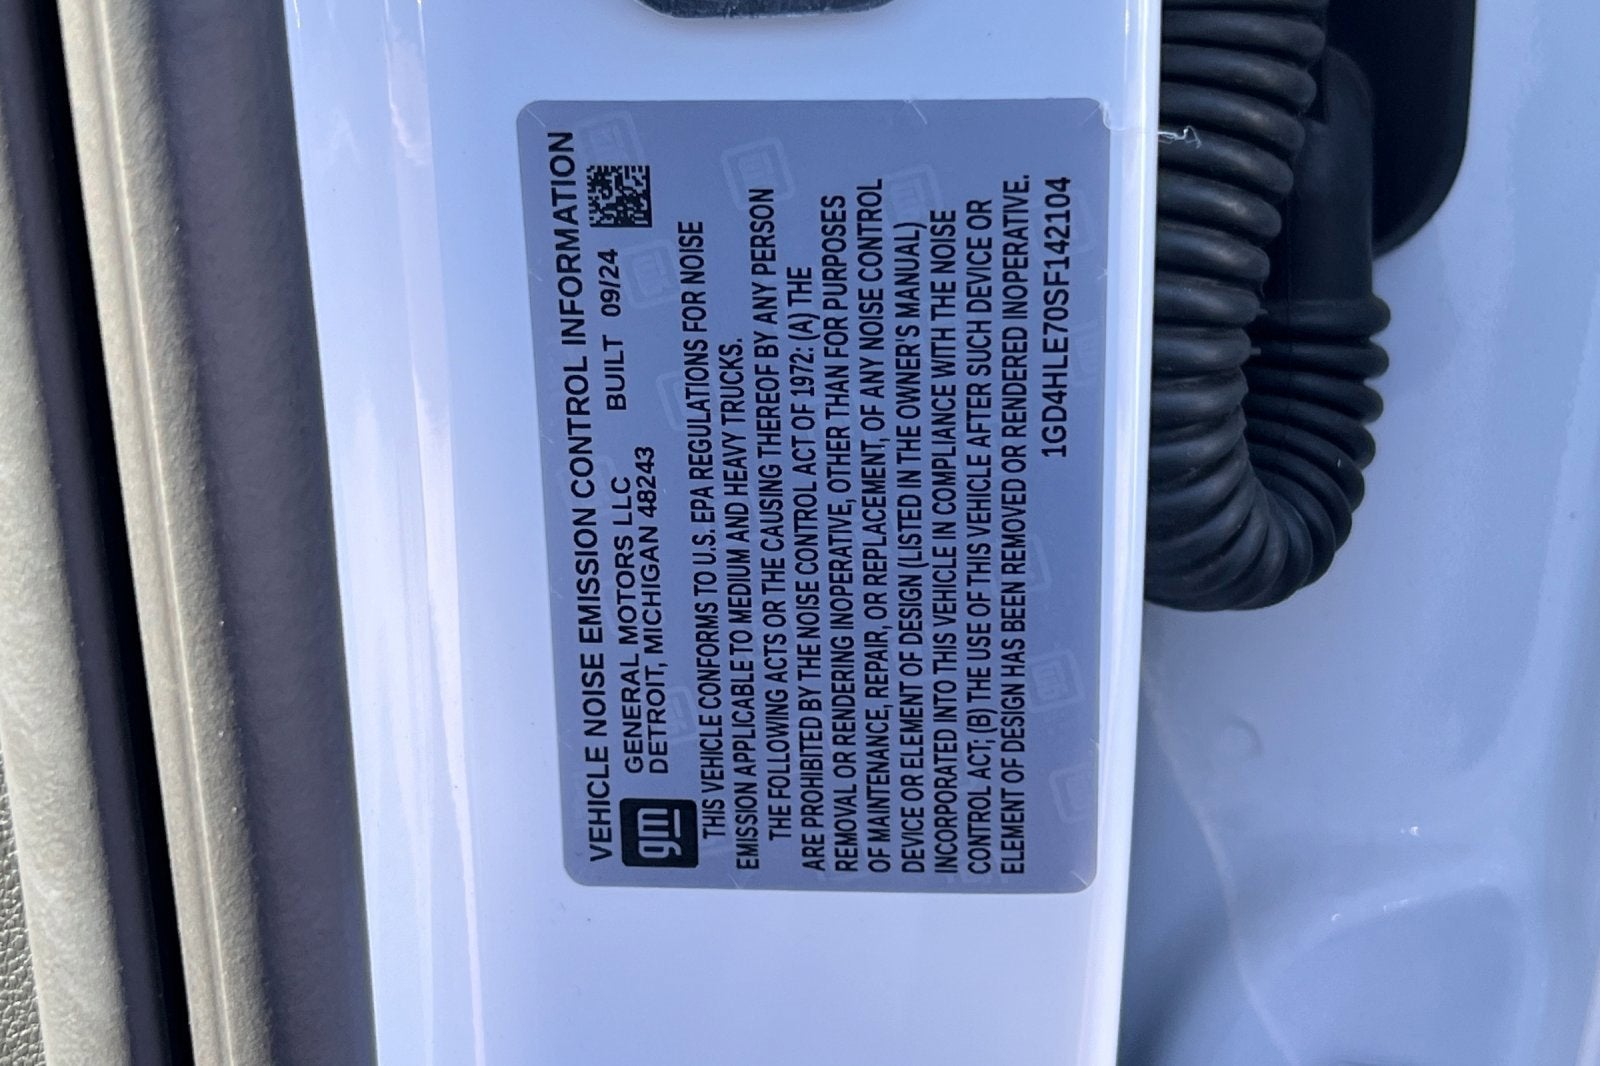 VEHICLE NOISE EMISSION CONTROL INFORMATION
gm
GENERAL MOTORS LLC BUILT 09/24
DETROIT, MICHIGAN 48243
THIS VEHICLE CONFORMS TO U.S. EPA REGULATIONS FOR NOISE
EMISSION APPLICABLE TO MEDIUM AND HEAVY TRUCKS.
THE FOLLOWING ACTS OR THE CAUSING THEREOF BY ANY PERSON
ARE PROHIBITED BY THE NOISE CONTROL ACT OF 1972: (A) THE
REMOVAL OR RENDERING INOPERATIVE, OTHER THAN FOR PURPOSES
OF MAINTENANCE, REPAIR, OR REPLACEMENT, OF ANY NOISE CONTROL
DEVICE OR ELEMENT OF DESIGN (LISTED IN THE OWNER'S MANUAL)
INCORPORATED INTO THIS VEHICLE IN COMPLIANCE WITH THE NOISE
CONTROL ACT; (B) THE USE OF THIS VEHICLE AFTER SUCH DEVICE OR
ELEMENT OF DESIGN HAS BEEN REMOVED OR RENDERED INOPERATIVE.
1GD4HLE70SF142104